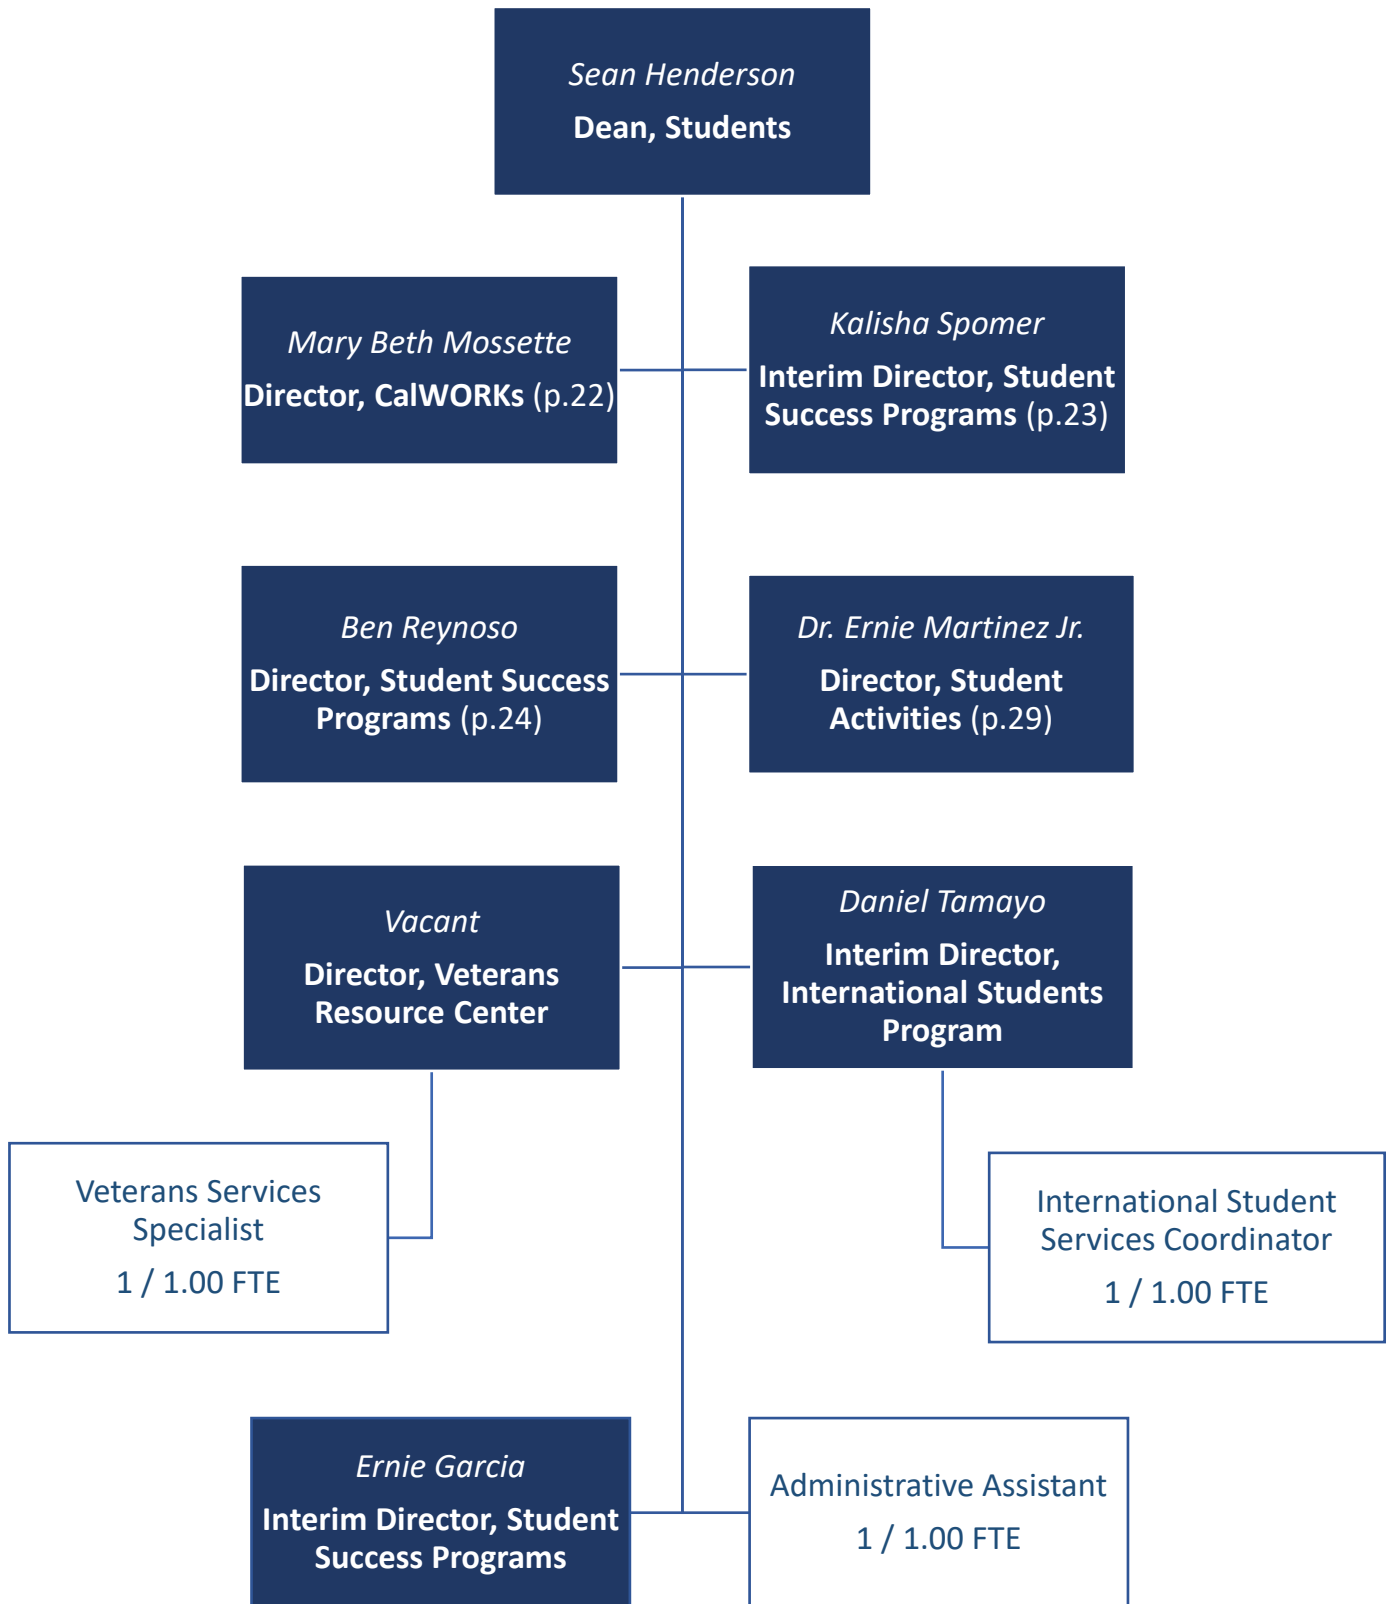 Sean Henderson
Dean, Students
Mary Beth Mossette
Director, CalWORKs (p.22)
Kalisha Spomer
Interim Director, Student
Success Programs (p.23)
Ben Reynoso
Director, Student Success
Programs (p.24)
Dr. Ernie Martinez Jr.
Director, Student
Activities (p.29)
Vacant
Director, Veterans
Resource Center
Daniel Tamayo
Interim Director,
International Students
Program
Veterans Services
Specialist
1 / 1.00 FTE
International Student
Services Coordinator
1 / 1.00 FTE
Ernie Garcia
Interim Director, Student
Success Programs
Administrative Assistant
1 / 1.00 FTE